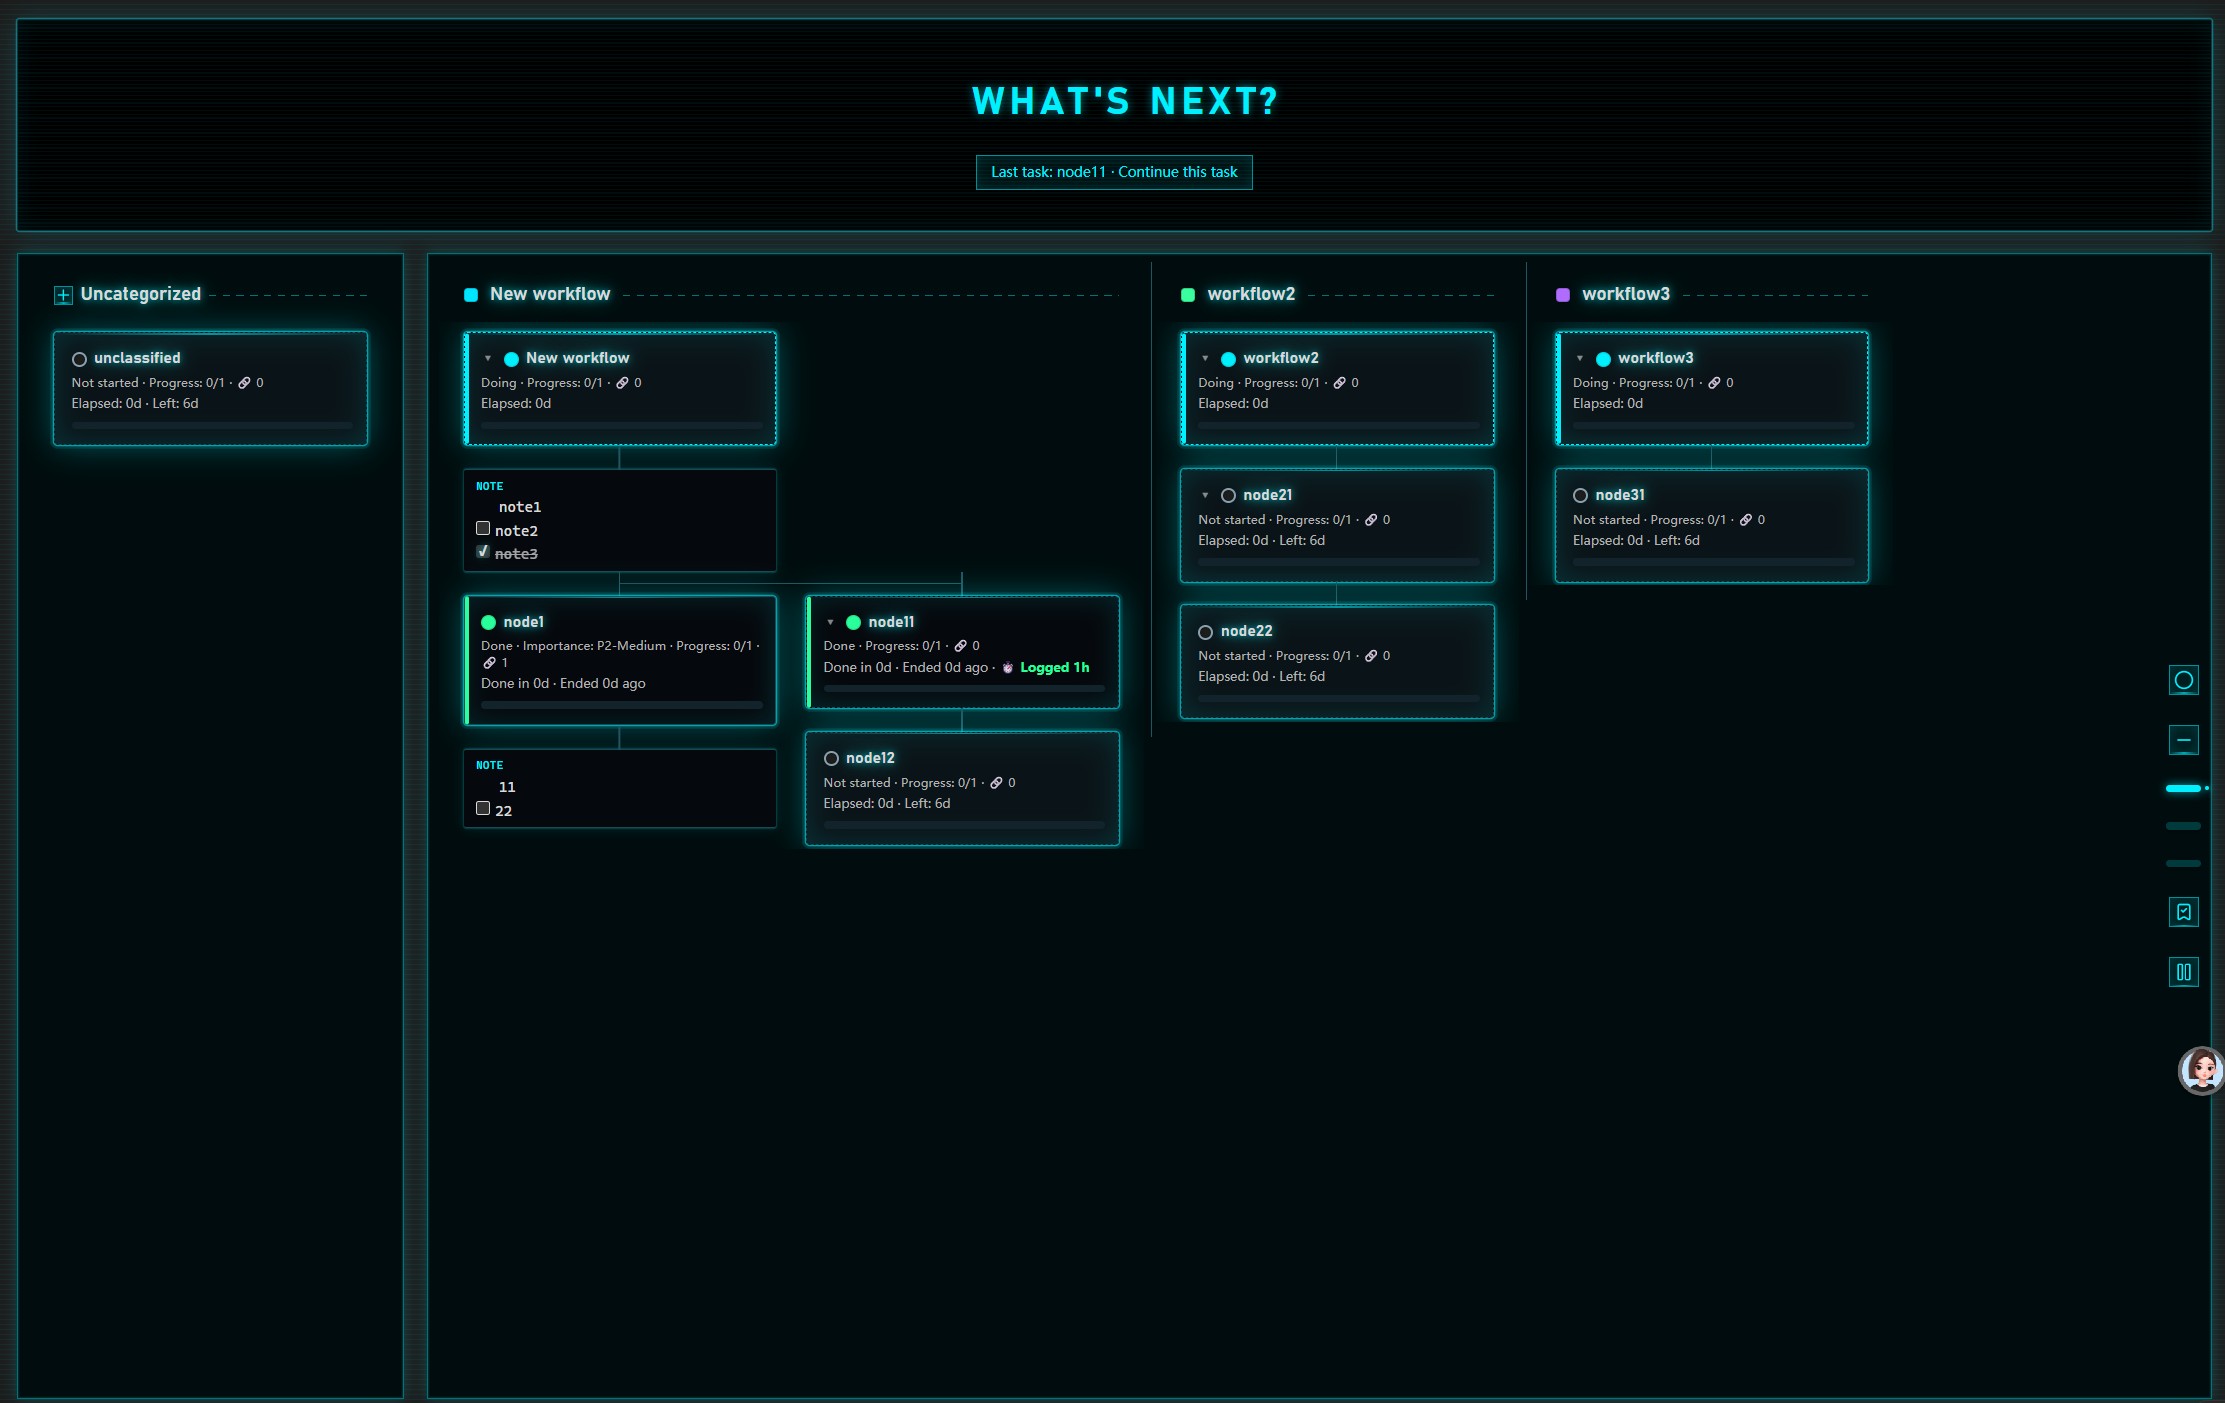 WHAT'S NEXT?
Last task: node11 · Continue this task
Uncategorized
unclassified
Not started · Progress: 0/1 · 🔗 0
Elapsed: 0d · Left: 6d
New workflow
New workflow
Doing · Progress: 0/1 · 🔗 0
Elapsed: 0d
NOTE
note1
note2
note3
node1
Done · Importance: P2-Medium · Progress: 0/1 ·
🔗 1
Done in 0d · Ended 0d ago
NOTE
11
22
node11
Done · Progress: 0/1 · 🔗 0
Done in 0d · Ended 0d ago · Logged 1h
node12
Not started · Progress: 0/1 · 🔗 0
Elapsed: 0d · Left: 6d
workflow2
workflow2
Doing · Progress: 0/1 · 🔗 0
Elapsed: 0d
node21
Not started · Progress: 0/1 · 🔗 0
Elapsed: 0d · Left: 6d
node22
Not started · Progress: 0/1 · 🔗 0
Elapsed: 0d · Left: 6d
workflow3
workflow3
Doing · Progress: 0/1 · 🔗 0
Elapsed: 0d
node31
Not started · Progress: 0/1 · 🔗 0
Elapsed: 0d · Left: 6d